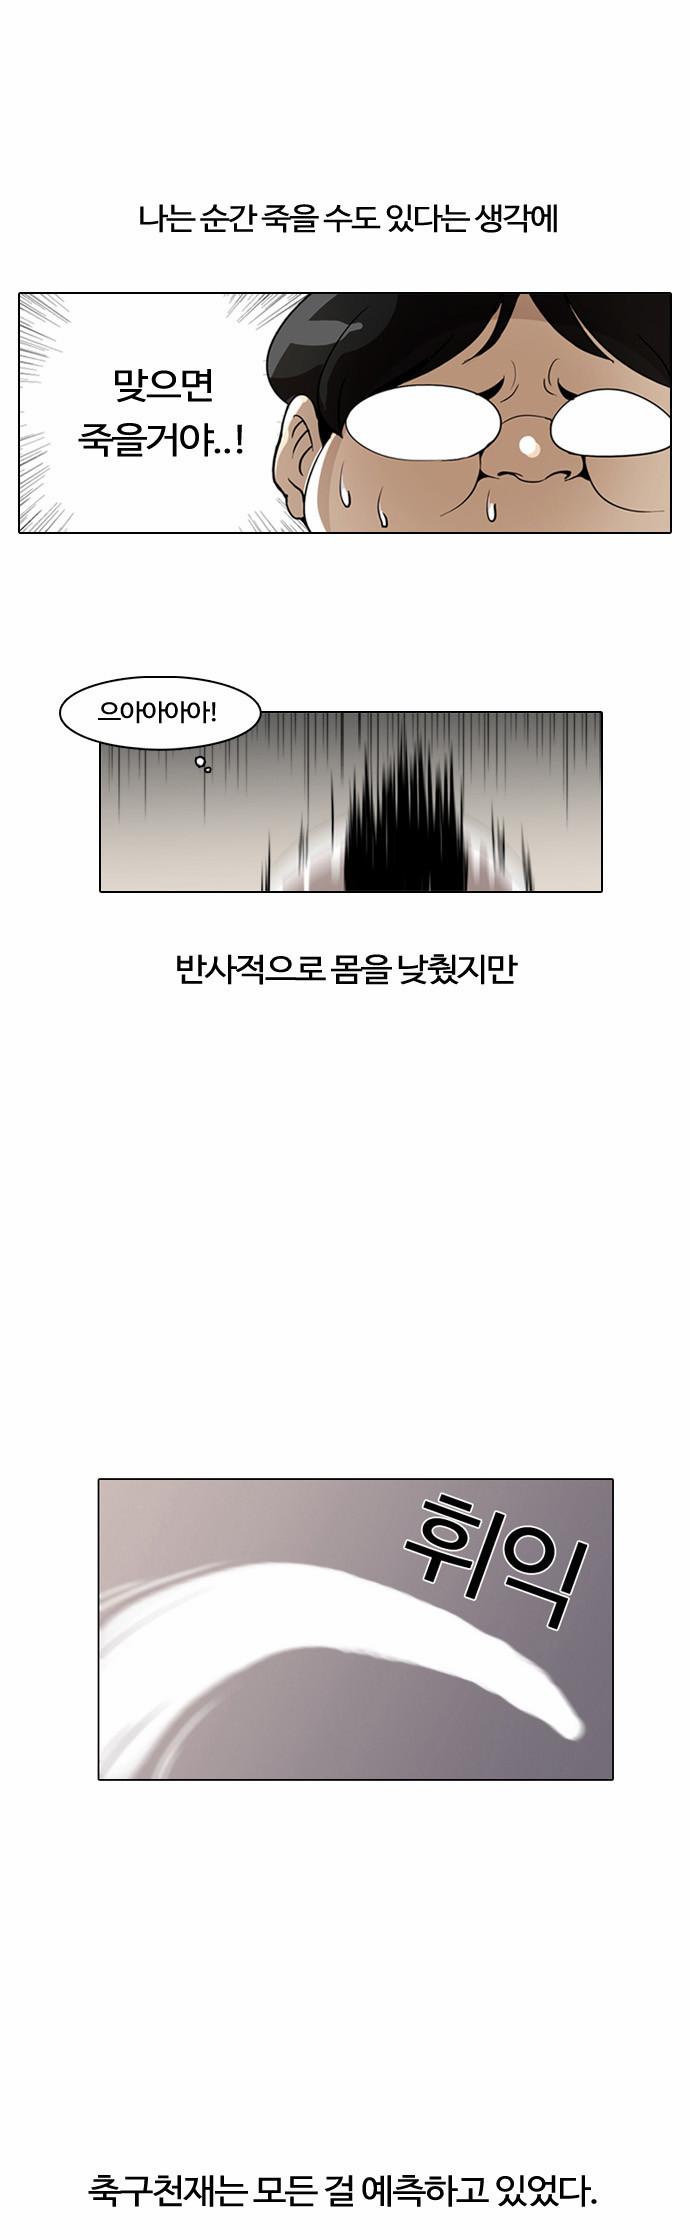 나는 순간 죽을 수도 있다는 생각에
맞으면
죽을거야..!
으아아아아!
반사적으로 몸을 낮췄지만
휘익
축구천재는 모든 걸 예측하고 있었다.